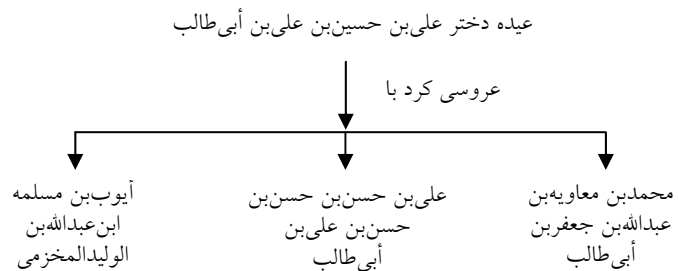 عیده دختر علی‌بن حسین‌بن علی‌بن أبی‌طالب
عروسی کرد با
محمدبن معاویه‌بن
عبدالله‌بن جعفربن
أبی‌طالب
علی‌بن حسن‌بن حسن‌بن
حسن‌بن علی‌بن
أبی‌طالب
أیوب‌بن مسلمه
ابن‌عبدالله‌بن
الولیدالمخزمی